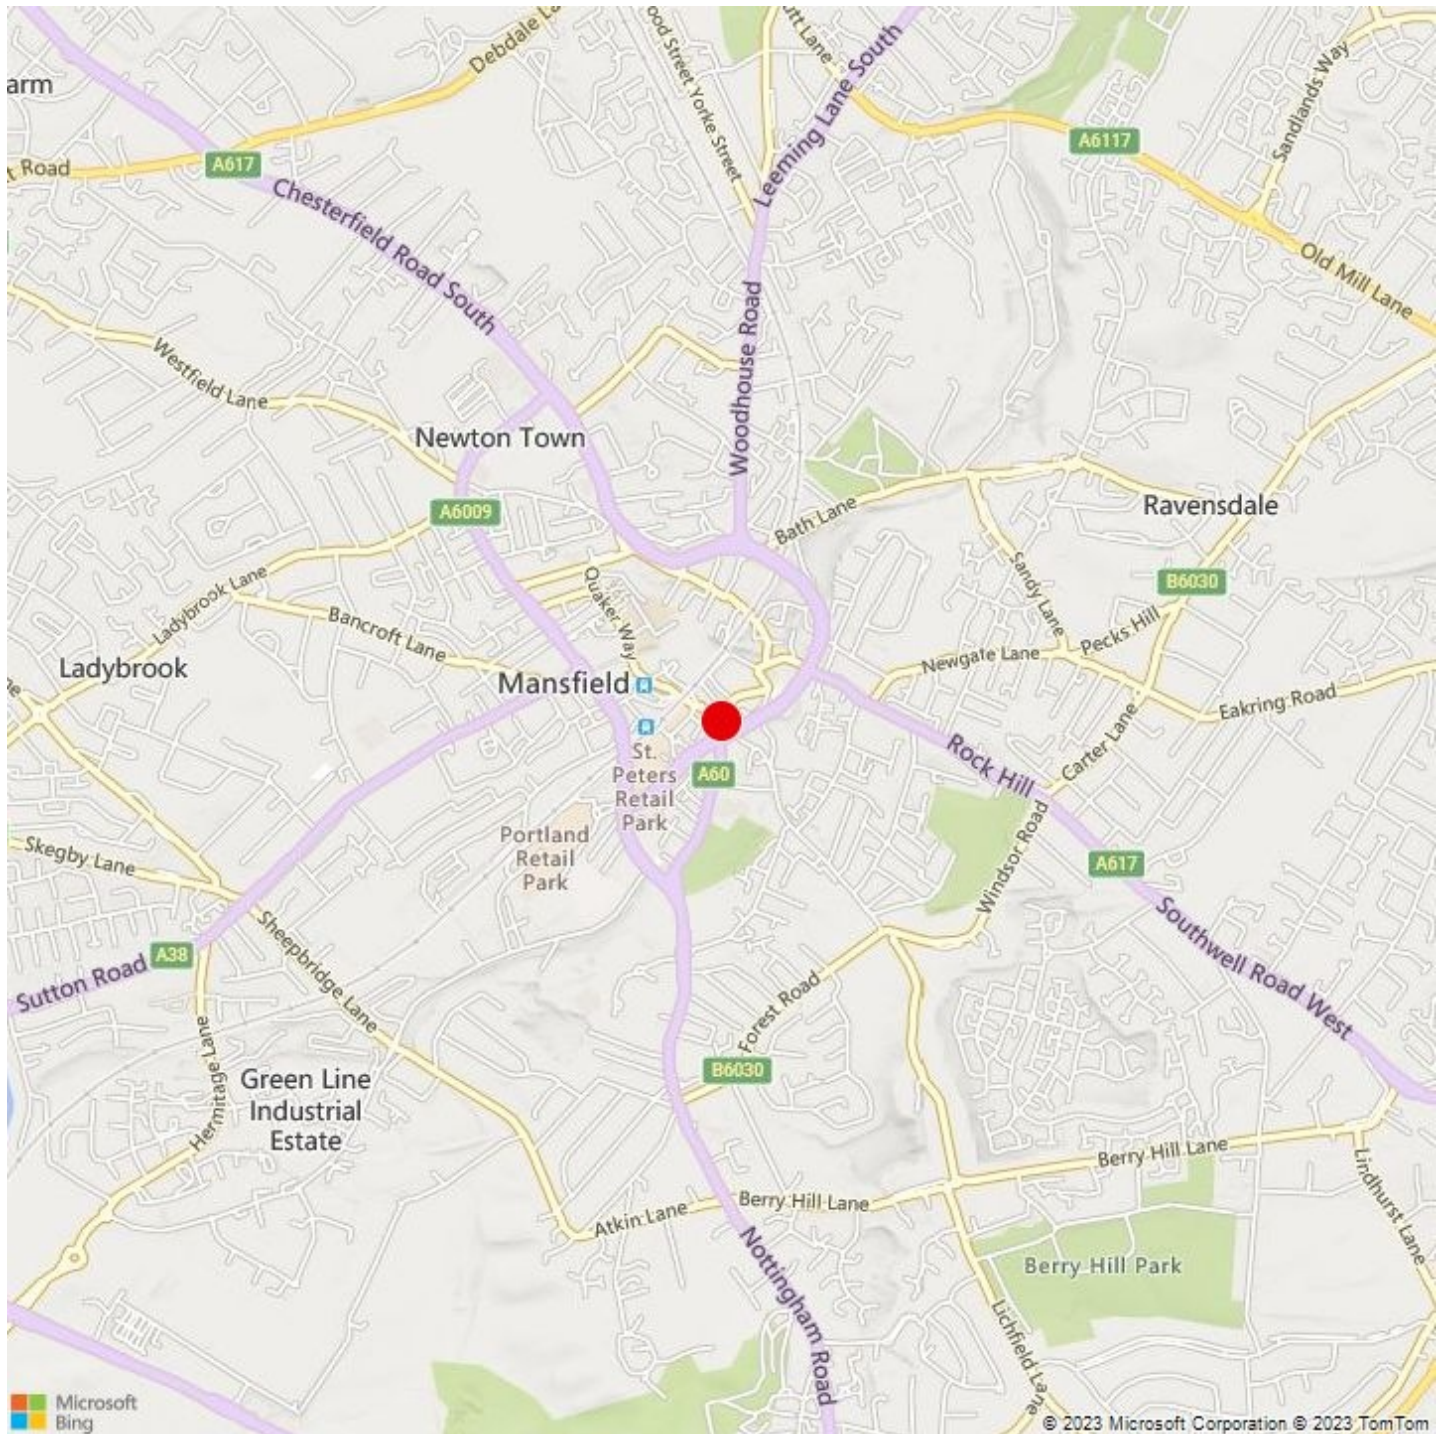 arm
Debdale La
ood Street Yorke Street
utt Lane
Leeming Lane South
Sandlands Way
A6117
t Road
A617
Chesterfield Road South
Old Mill Lane
Woodhouse Road
Westfield Lane
Newton Town
A6009
Bath Lane
Ravensdale
Ladybrook Lane
Quaker Way
Sandy Lane
B6030
Bancroft Lane
Pecks Hill
Newgate Lane
Ladybrook
Mansfield
ne
Eakring Road
Carter Lane
St.
Peters
Retail
Park
A60
Rock Hill
Portland
Retail
Park
Skegby Lane
Windsor Road
A617
Southwell Road West
Sheepbridge Lane
A38
Sutton Road
Forest Road
Hermitage Lane
B6030
Green Line
Industrial
Estate
Berry Hill Lane
Lindhurst Lane
Atkin Lane
Berry Hill Lane
Berry Hill Park
Nottingham Road
Lichfield Lane
Microsoft
Bing
© 2023 Microsoft Corporation © 2023 TomTom